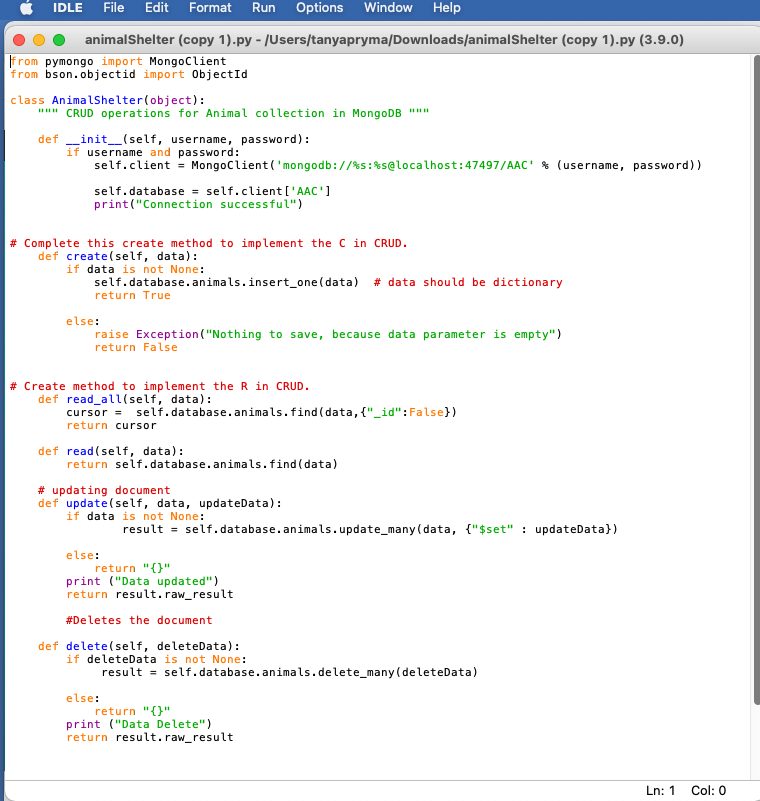 IDLE File Edit Format Run Options Window Help
animalShelter (copy 1).py - /Users/tanyapryma/Downloads/animalShelter (copy 1).py (3.9.0)
from pymongo import MongoClient
from bson.objectid import ObjectId

class AnimalShelter(object):
    """ CRUD operations for Animal collection in MongoDB """

    def __init__(self, username, password):
        if username and password:
            self.client = MongoClient('mongodb://%s:%s@localhost:47497/AAC' % (username, password))

            self.database = self.client['AAC']
            print("Connection successful")


# Complete this create method to implement the C in CRUD.
    def create(self, data):
        if data is not None:
            self.database.animals.insert_one(data)  # data should be dictionary
            return True

        else:
            raise Exception("Nothing to save, because data parameter is empty")
            return False


# Create method to implement the R in CRUD.
    def read_all(self, data):
        cursor =  self.database.animals.find(data,{"_id":False})
        return cursor

    def read(self, data):
        return self.database.animals.find(data)

    # updating document
    def update(self, data, updateData):
        if data is not None:
                result = self.database.animals.update_many(data, {"$set" : updateData})

        else:
            return "{}"
        print ("Data updated")
        return result.raw_result

        #Deletes the document

    def delete(self, deleteData):
        if deleteData is not None:
             result = self.database.animals.delete_many(deleteData)

        else:
            return "{}"
        print ("Data Delete")
        return result.raw_result
Ln: 1 Col: 0